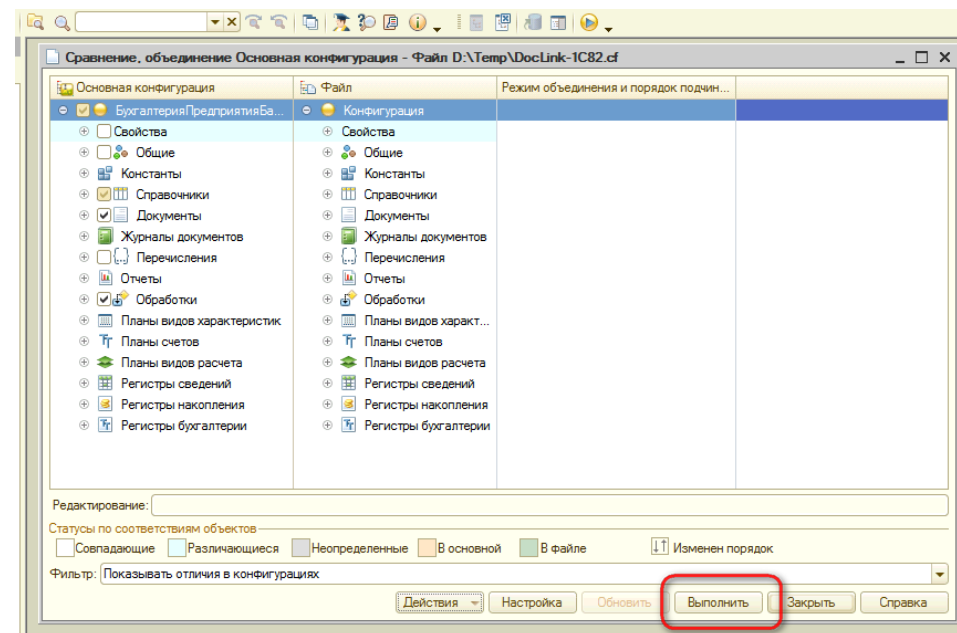 Сравнение, объединение Основная конфигурация - Файл D:\Temp\DocLink-1C82.cf
Основная конфигурация Файл Режим объединения и порядок подчин...
БухгалтерияПредприятияБа... Конфигурация
Свойства Свойства
Общие Общие
Константы Константы
Справочники Справочники
Документы Документы
Журналы документов Журналы документов
Перечисления Перечисления
Отчеты Отчеты
Обработки Обработки
Планы видов характеристик Планы видов характ...
Планы счетов Планы счетов
Планы видов расчета Планы видов расчета
Регистры сведений Регистры сведений
Регистры накопления Регистры накопления
Регистры бухгалтерии Регистры бухгалтерии
Редактирование:
Статусы по соответствиям объектов
Совпадающие Различающиеся Неопределенные В основной В файле Изменен порядок
Фильтр: Показывать отличия в конфигурациях
Действия Настройка Обновить Выполнить Закрыть Справка